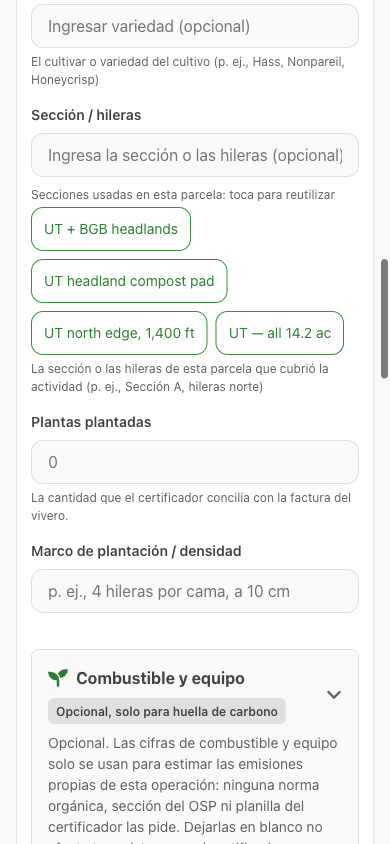 Ingresar variedad (opcional)
El cultivar o variedad del cultivo (p. ej., Hass, Nonpareil,
Honeycrisp)
Sección / hileras
Ingresa la sección o las hileras (opcional)
Secciones usadas en esta parcela: toca para reutilizar
UT + BGB headlands
UT headland compost pad
UT north edge, 1,400 ft
UT — all 14.2 ac
La sección o las hileras de esta parcela que cubrió la
actividad (p. ej., Sección A, hileras norte)
Plantas plantadas
0
La cantidad que el certificador concilia con la factura del
vivero.
Marco de plantación / densidad
p. ej., 4 hileras por cama, a 10 cm
Combustible y equipo
Opcional, solo para huella de carbono
Opcional. Las cifras de combustible y equipo
solo se usan para estimar las emisiones
propias de esta operación: ninguna norma
orgánica, sección del OSP ni planilla del
certificador las pide. Dejarlas en blanco no